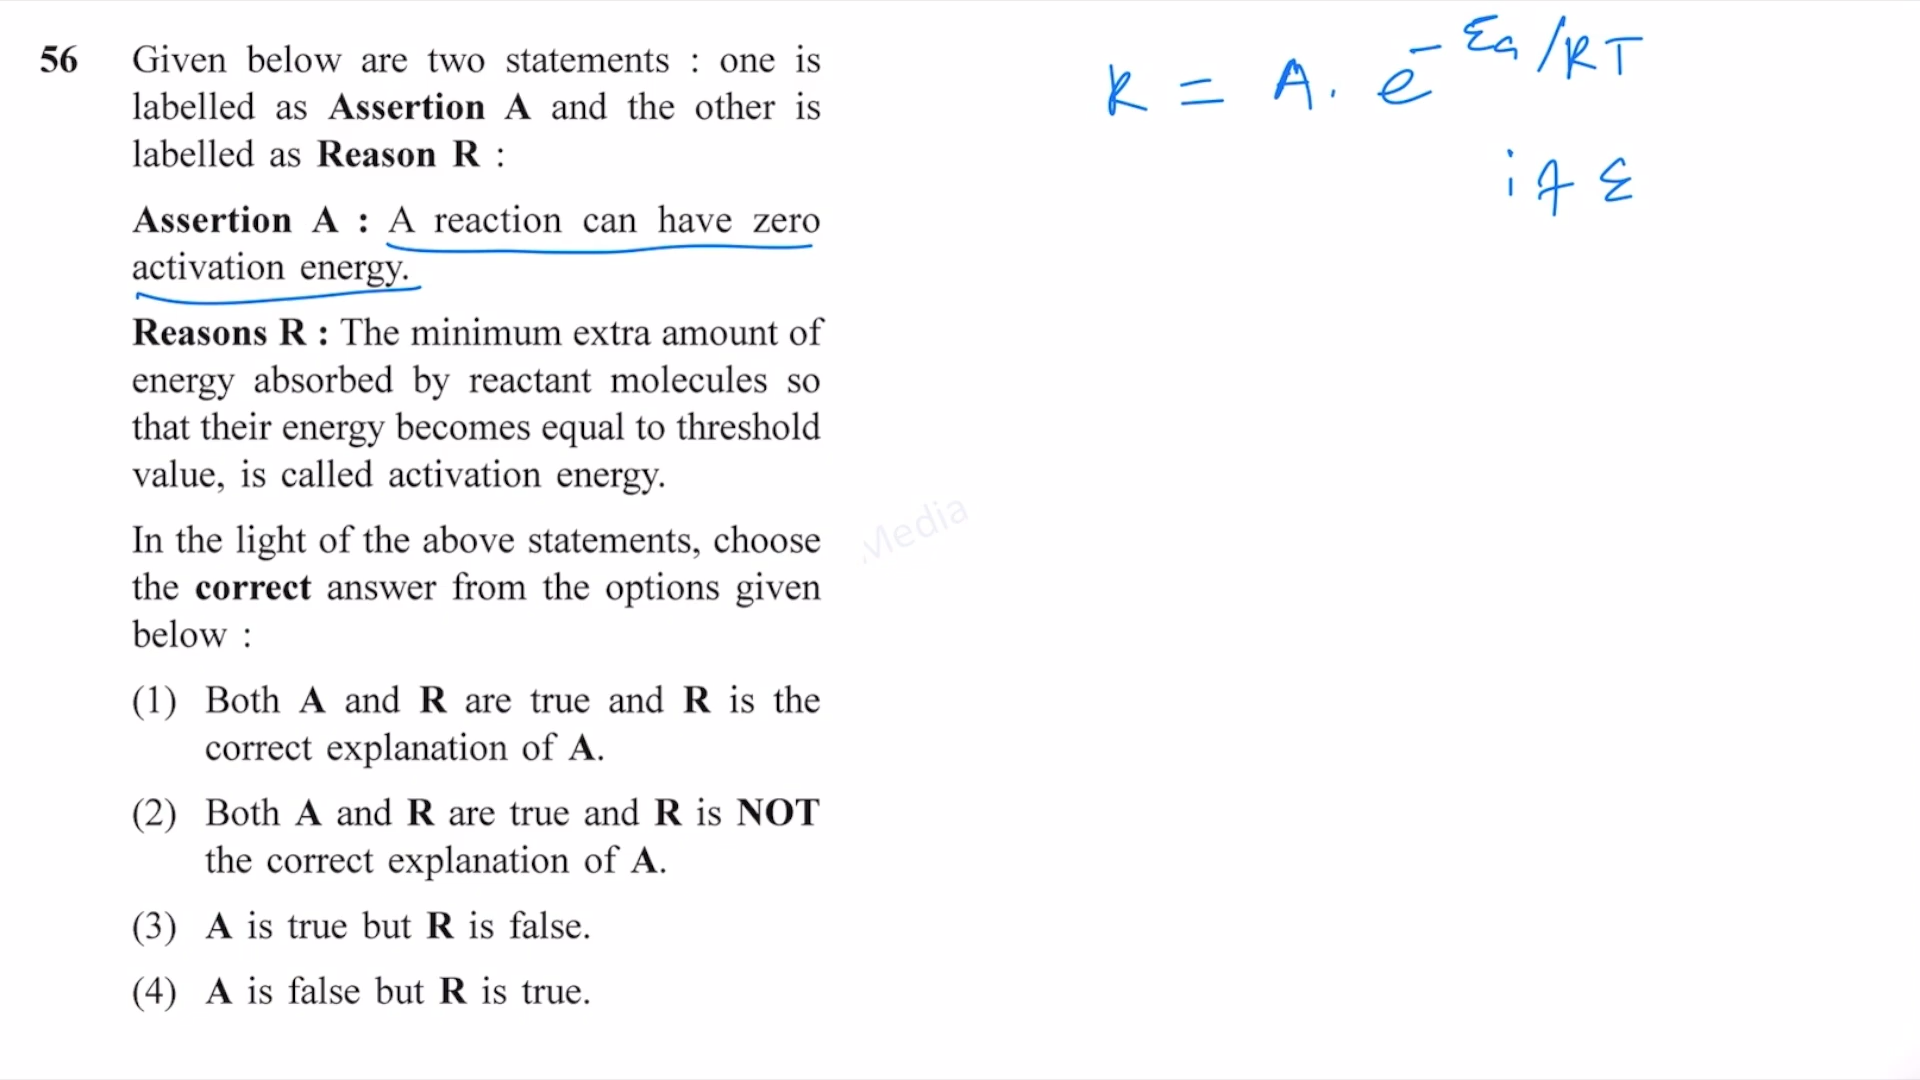 56 Given below are two statements : one is
labelled as Assertion A and the other is
labelled as Reason R :
Assertion A : A reaction can have zero
activation energy.
Reasons R : The minimum extra amount of
energy absorbed by reactant molecules so
that their energy becomes equal to threshold
value, is called activation energy.
In the light of the above statements, choose
the correct answer from the options given
below :
(1) Both A and R are true and R is the
correct explanation of A.
(2) Both A and R are true and R is NOT
the correct explanation of A.
(3) A is true but R is false.
(4) A is false but R is true.
K = A. e^-Ea/RT
if E
Media